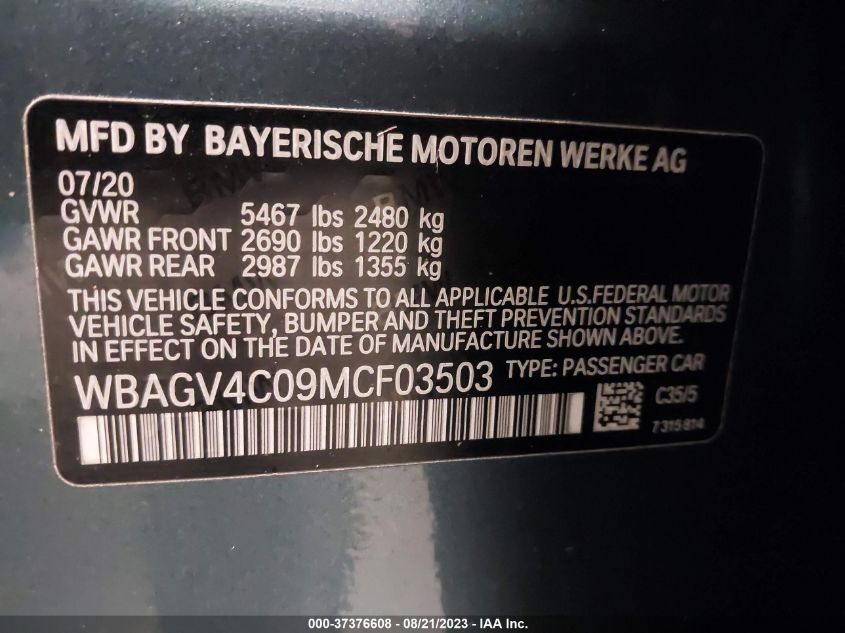 MFD BY BAYERISCHE MOTOREN WERKE AG
07/20
GVWR 5467 lbs 2480 kg
GAWR FRONT 2690 lbs 1220 kg
GAWR REAR 2987 lbs 1355 kg
THIS VEHICLE CONFORMS TO ALL APPLICABLE U.S.FEDERAL MOTOR
VEHICLE SAFETY, BUMPER AND THEFT PREVENTION STANDARDS
IN EFFECT ON THE DATE OF MANUFACTURE SHOWN ABOVE.
WBAGV4C09MCF03503 TYPE: PASSENGER CAR
C35/5
7315814
000-37376608 - 08/21/2023 - IAA Inc.